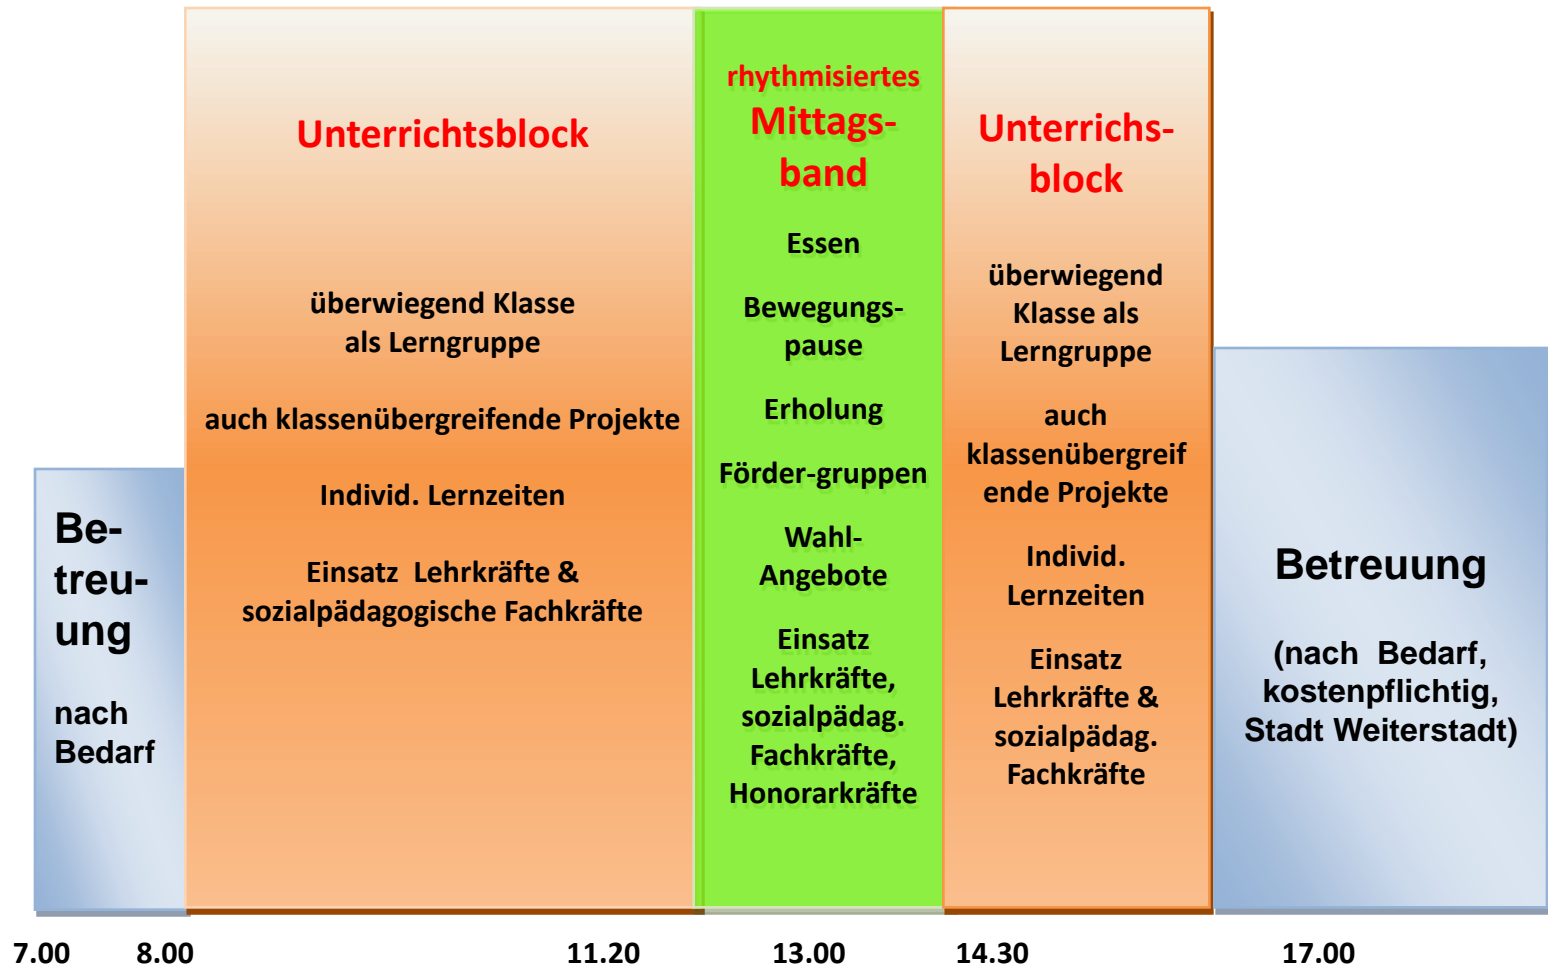 Be-
treu-
ung
nach
Bedarf
Unterrichtsblock
überwiegend Klasse
als Lerngruppe
auch klassenübergreifende Projekte
Individ. Lernzeiten
Einsatz  Lehrkräfte &
sozialpädagogische Fachkräfte
rhythmisiertes
Mittags-
band
Essen
Bewegungs-
pause
Erholung
Förder-gruppen
Wahl-
Angebote
Einsatz
Lehrkräfte,
sozialpädag.
Fachkräfte,
Honorarkräfte
Unterrichs-
block
überwiegend
Klasse als
Lerngruppe
auch
klassenübergreif
ende Projekte
Individ.
Lernzeiten
Einsatz
Lehrkräfte &
sozialpädag.
Fachkräfte
Betreuung
(nach  Bedarf,
kostenpflichtig,
Stadt Weiterstadt)
7.00 8.00 11.20 13.00 14.30 17.00